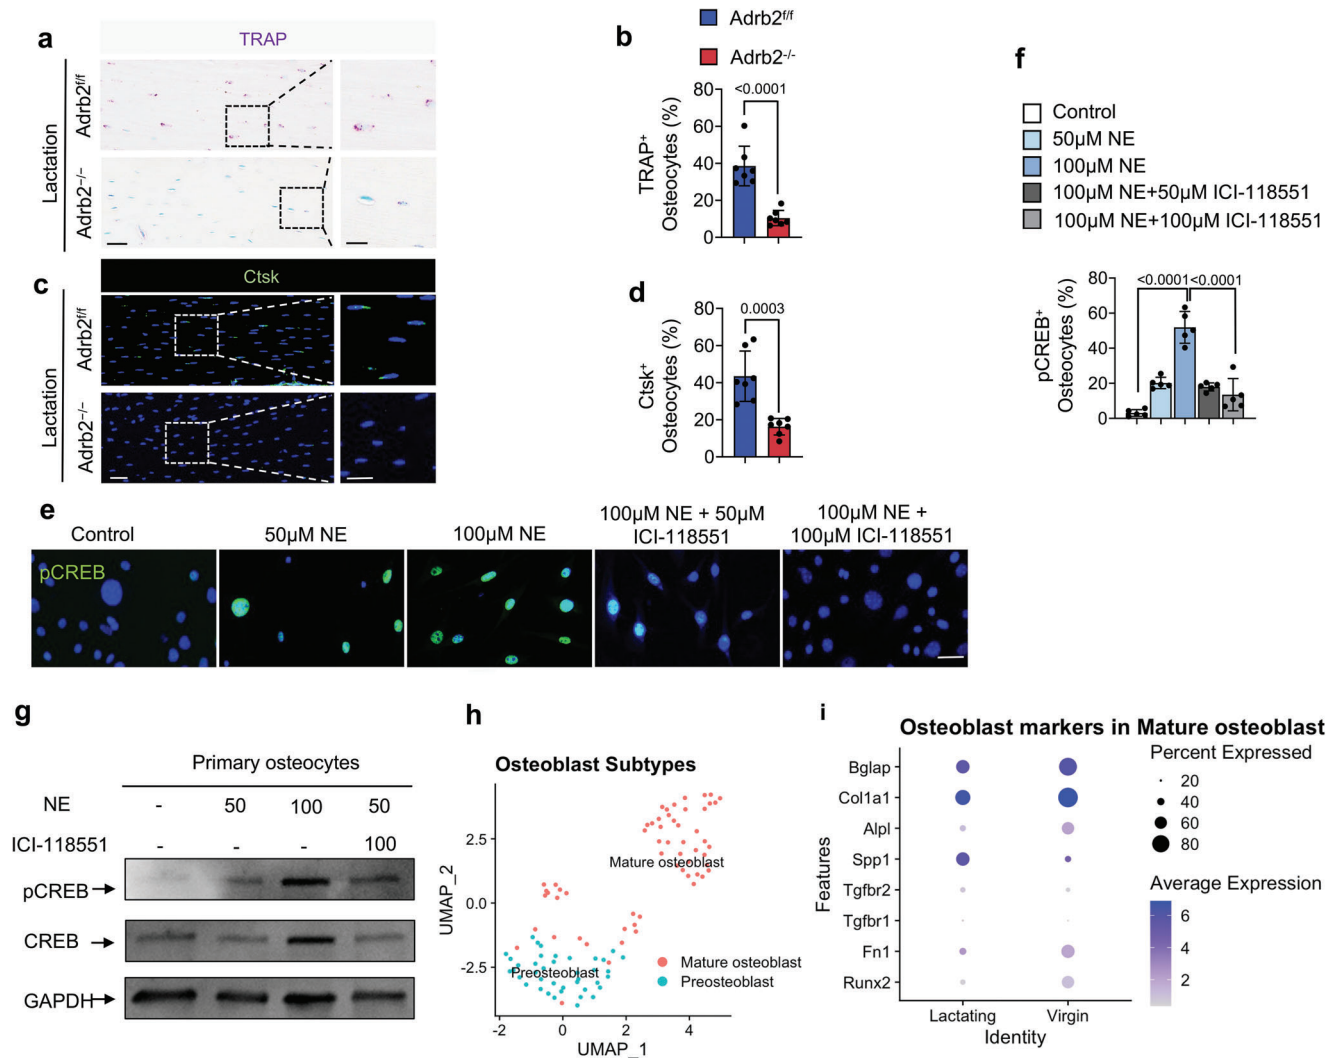 a
TRAP
Lactation
Adrb2f/f
Adrb2−/−
b
Adrb2f/f
Adrb2-/-
<0.0001
TRAP+
Osteocytes (%)
80
60
40
20
0
c
Ctsk
Lactation
Adrb2f/f
Adrb2−/−
d
0.0003
Ctsk+
Osteocytes (%)
80
60
40
20
0
f
Control
50μM NE
100μM NE
100μM NE+50μM ICI-118551
100μM NE+100μM ICI-118551
<0.0001
<0.0001
pCREB+
Osteocytes (%)
80
60
40
20
0
e
Control
50μM NE
100μM NE
100μM NE + 50μM
ICI-118551
100μM NE +
100μM ICI-118551
pCREB
g
Primary osteocytes
NE - 50 100 50
ICI-118551 - - - 100
pCREB
CREB
GAPDH
h
Osteoblast Subtypes
UMAP_2
2.5
0.0
-2.5
Mature osteoblast
Preosteoblast
Mature osteoblast
Preosteoblast
-2 0 2 4
UMAP_1
i
Osteoblast markers in Mature osteoblast
Features
Bglap
Col1a1
Alpl
Spp1
Tgfbr2
Tgfbr1
Fn1
Runx2
Lactating Virgin
Identity
Percent Expressed
20
40
60
80
Average Expression
6
4
2